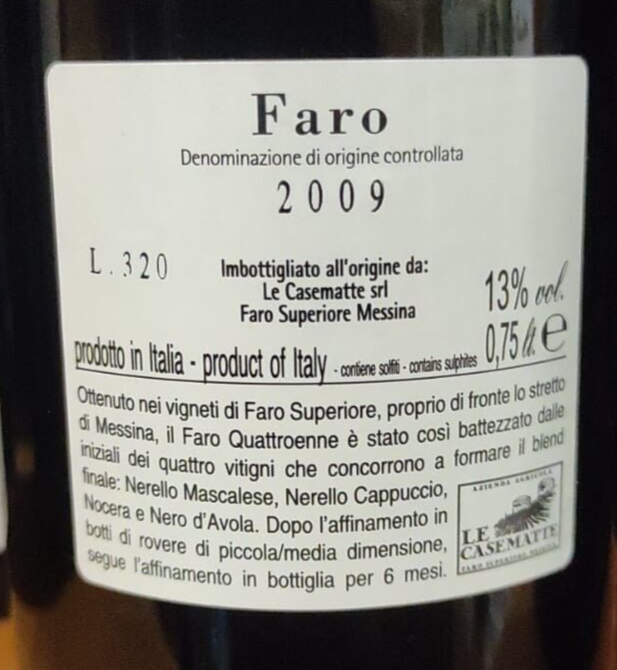 Faro
Denominazione di origine controllata
2009
L.320
Imbottigliato all'origine da:
Le Casematte srl
Faro Superiore Messina
13% vol.
0,75 lt. e
prodotto in Italia - product of Italy - contiene solfiti - contains sulphites
Ottenuto nei vigneti di Faro Superiore, proprio di fronte lo stretto
di Messina, il Faro Quattroenne è stato così battezzato dalle
iniziali dei quattro vitigni che concorrono a formare il blend
finale: Nerello Mascalese, Nerello Cappuccio,
Nocera e Nero d'Avola. Dopo l'affinamento in
botti di rovere di piccola/media dimensione,
segue l'affinamento in bottiglia per 6 mesi.
AZIENDA AGRICOLA
LE
CASEMATTE